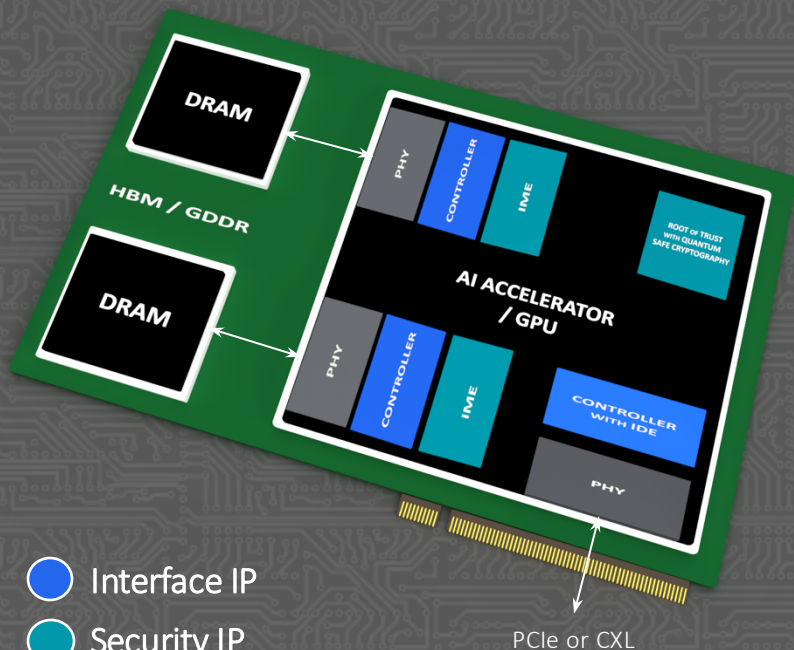 DRAM
HBM / GDDR
DRAM
PHY
CONTROLLER
IME
ROOT OF TRUST
WITH QUANTUM
SAFE CRYPTOGRAPHY
AI ACCELERATOR
/ GPU
PHY
CONTROLLER
IME
CONTROLLER
WITH IDE
PHY
PCIe or CXL
Interface IP
Security IP